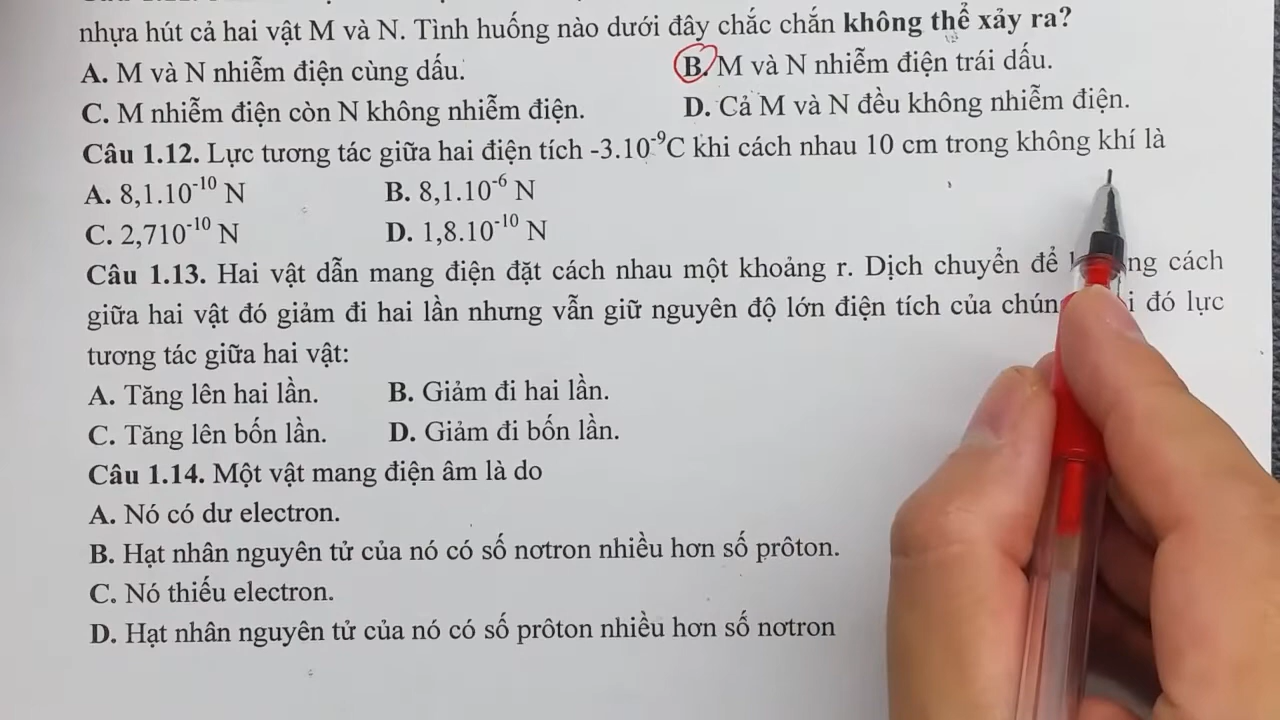 nhựa hút cả hai vật M và N. Tình huống nào dưới đây chắc chắn không thể xảy ra?
A. M và N nhiễm điện cùng dấu. B. M và N nhiễm điện trái dấu.
C. M nhiễm điện còn N không nhiễm điện. D. Cả M và N đều không nhiễm điện.
Câu 1.12. Lực tương tác giữa hai điện tích -3.10⁻⁹C khi cách nhau 10 cm trong không khí là
A. 8,1.10⁻¹⁰ N B. 8,1.10⁻⁶ N
C. 2,710⁻¹⁰ N D. 1,8.10⁻¹⁰ N
Câu 1.13. Hai vật dẫn mang điện đặt cách nhau một khoảng r. Dịch chuyển để cách
giữa hai vật đó giảm đi hai lần nhưng vẫn giữ nguyên độ lớn điện tích của đó lực
tương tác giữa hai vật:
A. Tăng lên hai lần. B. Giảm đi hai lần.
C. Tăng lên bốn lần. D. Giảm đi bốn lần.
Câu 1.14. Một vật mang điện âm là do
A. Nó có dư electron.
B. Hạt nhân nguyên tử của nó có số nơtron nhiều hơn số prôton.
C. Nó thiếu electron.
D. Hạt nhân nguyên tử của nó có số prôton nhiều hơn số nơtron